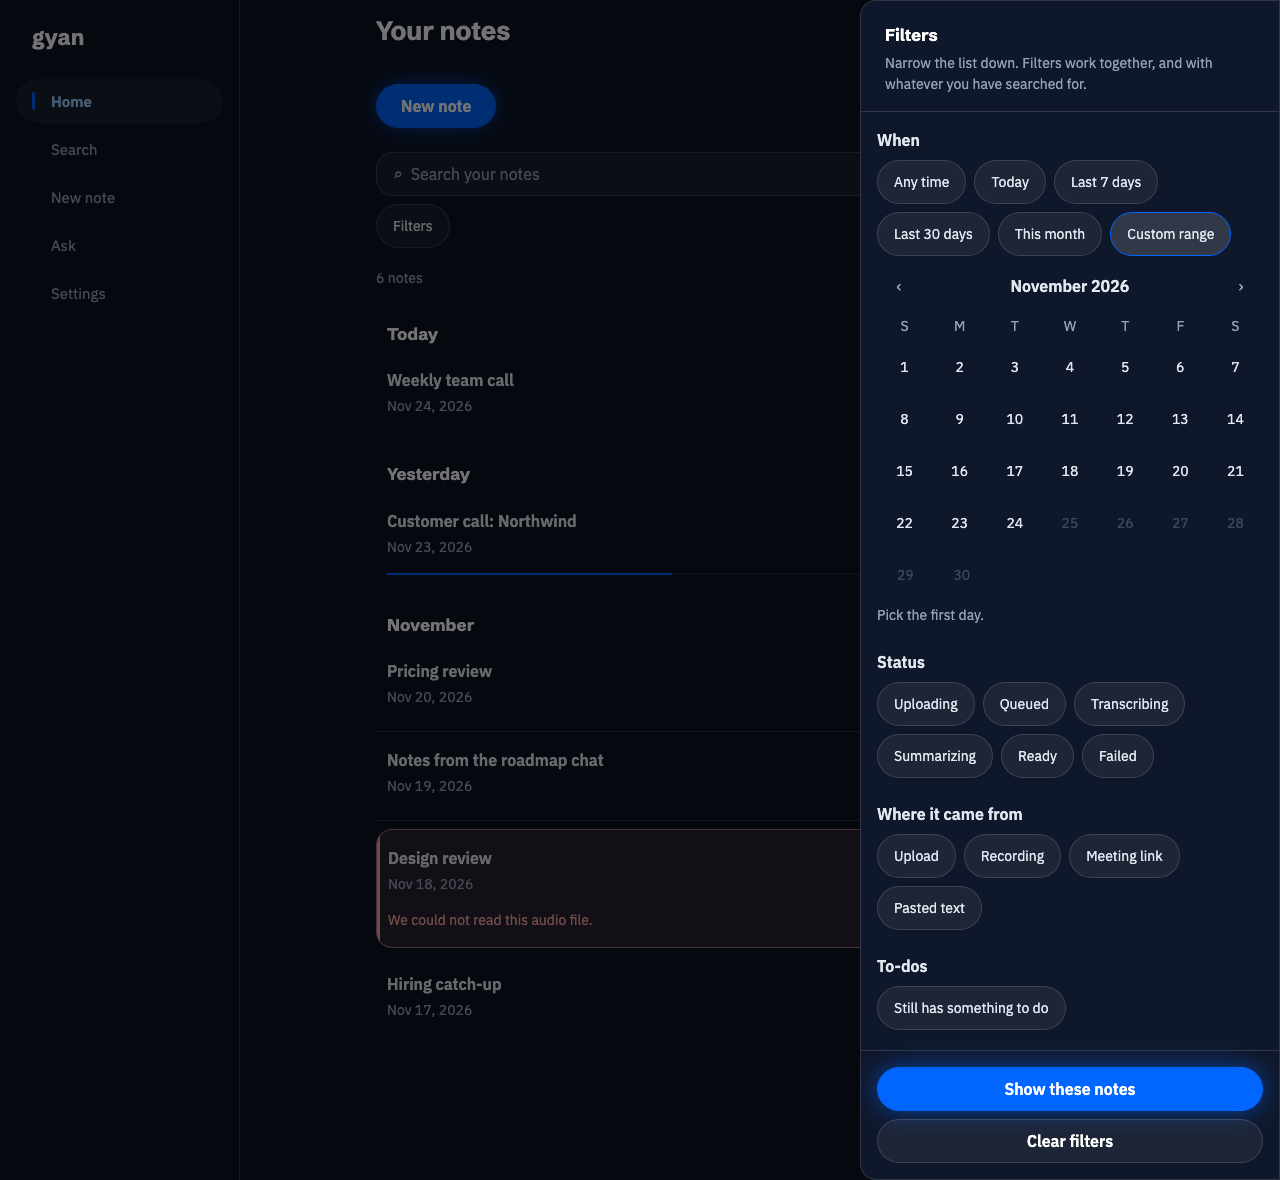 gyan
Home
Search
New note
Ask
Settings
Your notes
New note
Search your notes
Filters
6 notes
Today
Weekly team call
Nov 24, 2026
Yesterday
Customer call: Northwind
Nov 23, 2026
November
Pricing review
Nov 20, 2026
Notes from the roadmap chat
Nov 19, 2026
Design review
Nov 18, 2026
We could not read this audio file.
Hiring catch-up
Nov 17, 2026
Filters
Narrow the list down. Filters work together, and with
whatever you have searched for.
When
Any time Today Last 7 days
Last 30 days This month Custom range
‹ November 2026 ›
S M T W T F S
1 2 3 4 5 6 7
8 9 10 11 12 13 14
15 16 17 18 19 20 21
22 23 24 25 26 27 28
29 30
Pick the first day.
Status
Uploading Queued Transcribing
Summarizing Ready Failed
Where it came from
Upload Recording Meeting link
Pasted text
To-dos
Still has something to do
Show these notes
Clear filters